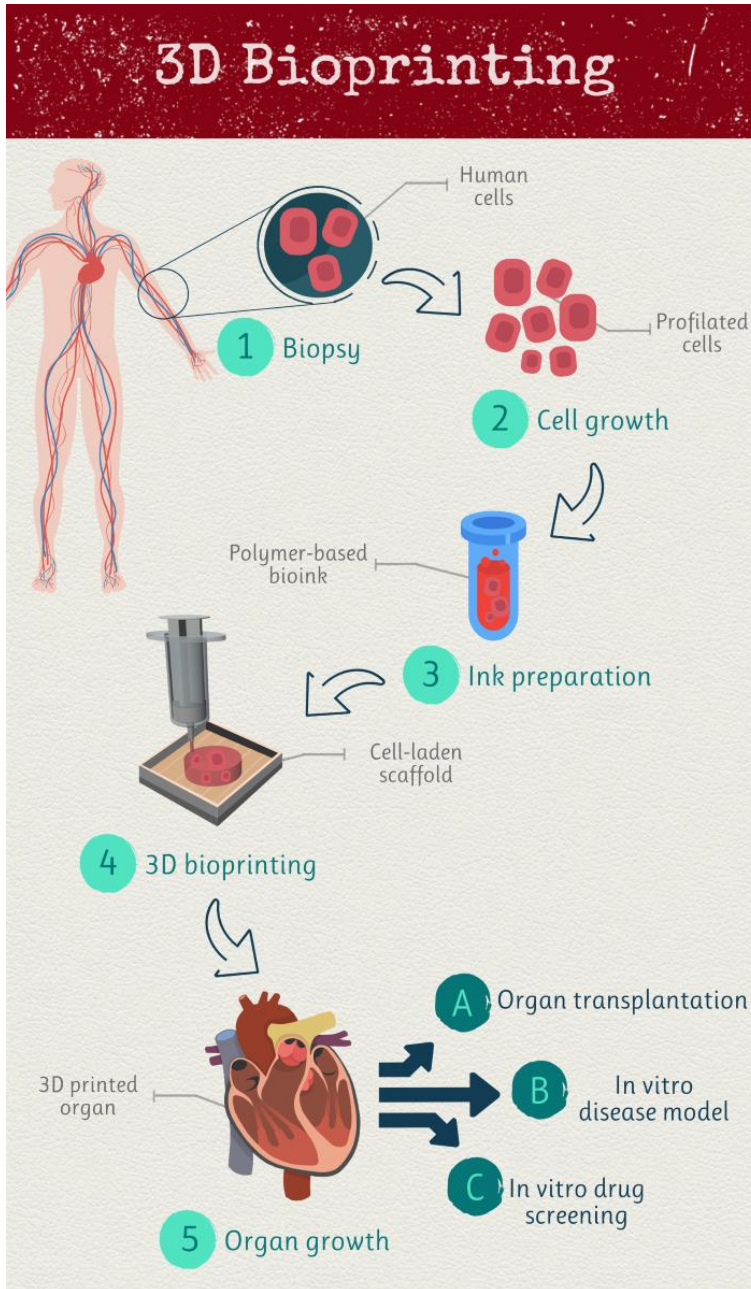 3D Bioprinting
Human
cells
1 Biopsy
Profilated
cells
2 Cell growth
Polymer-based
bioink
3 Ink preparation
Cell-laden
scaffold
4 3D bioprinting
A Organ transplantation
3D printed
organ
B In vitro
disease model
C In vitro drug
screening
5 Organ growth